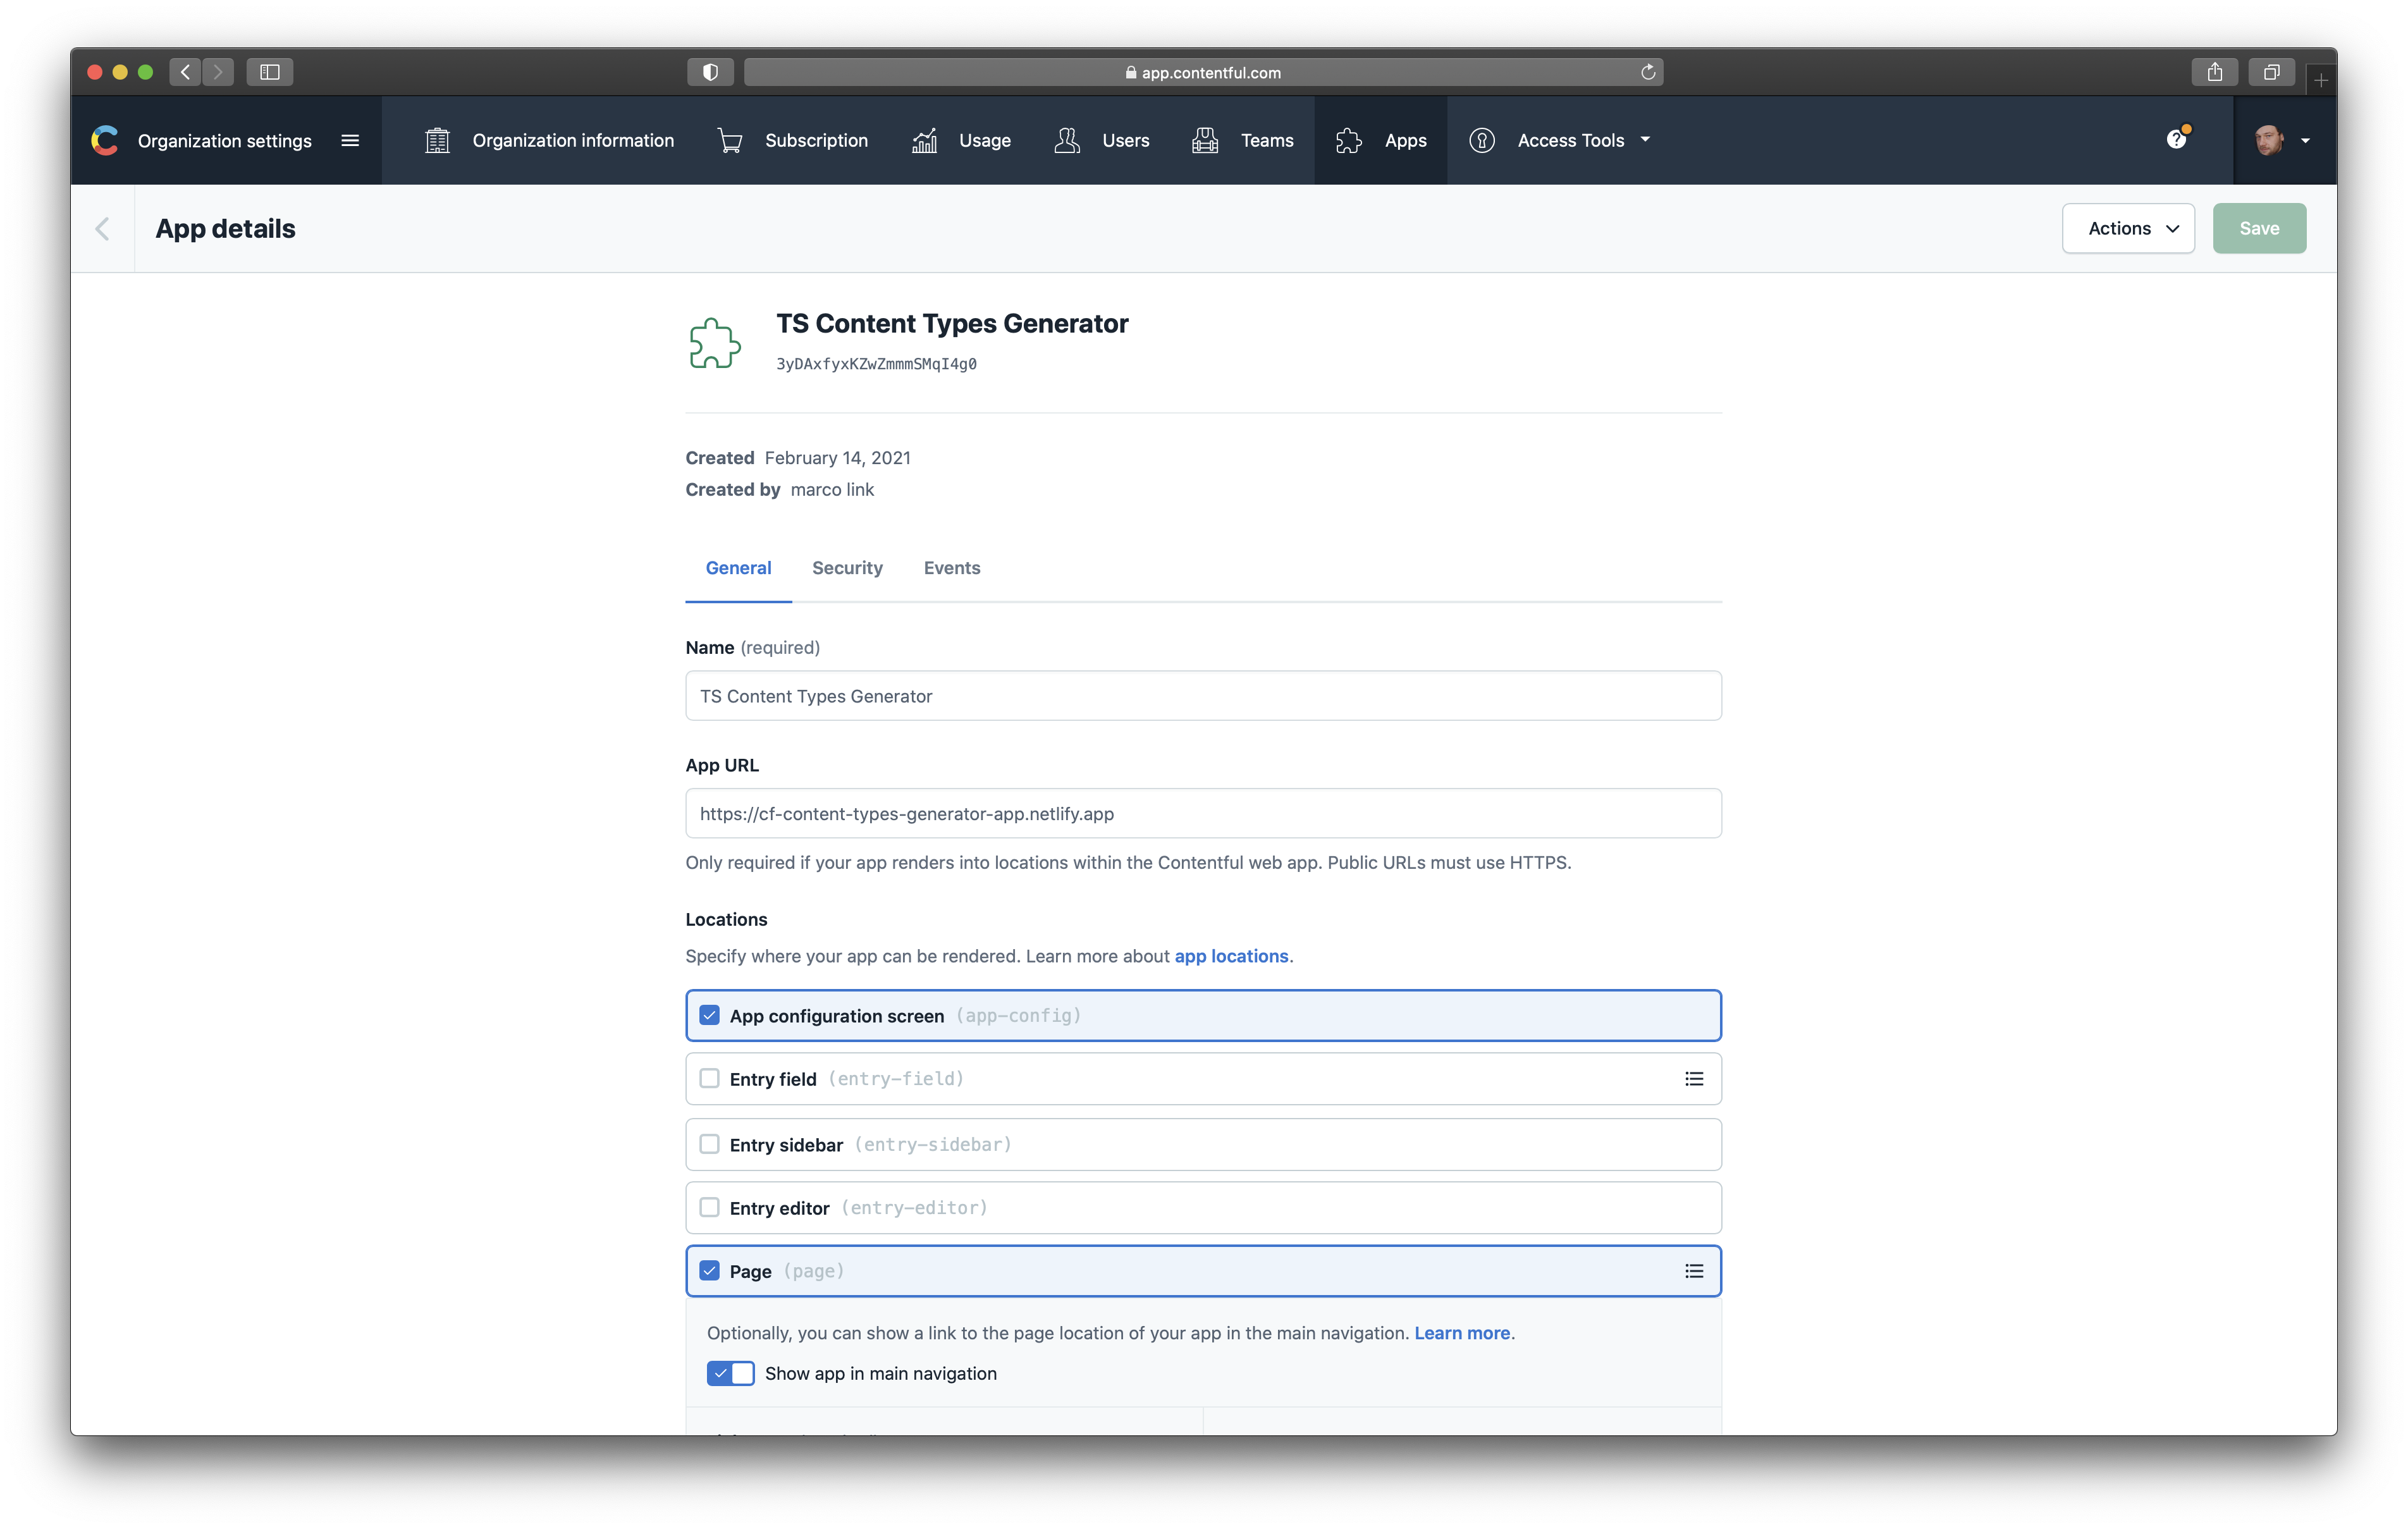 app.contentful.com
Organization settings
Organization information
Subscription
Usage
Users
Teams
Apps
Access Tools
App details
Actions
Save
TS Content Types Generator
3yDAxfyxKZwZmmmSMqI4g0
Created February 14, 2021
Created by marco link
General
Security
Events
Name (required)
TS Content Types Generator
App URL
https://cf-content-types-generator-app.netlify.app
Only required if your app renders into locations within the Contentful web app. Public URLs must use HTTPS.
Locations
Specify where your app can be rendered. Learn more about app locations.
App configuration screen (app-config)
Entry field (entry-field)
Entry sidebar (entry-sidebar)
Entry editor (entry-editor)
Page (page)
Optionally, you can show a link to the page location of your app in the main navigation. Learn more.
Show app in main navigation